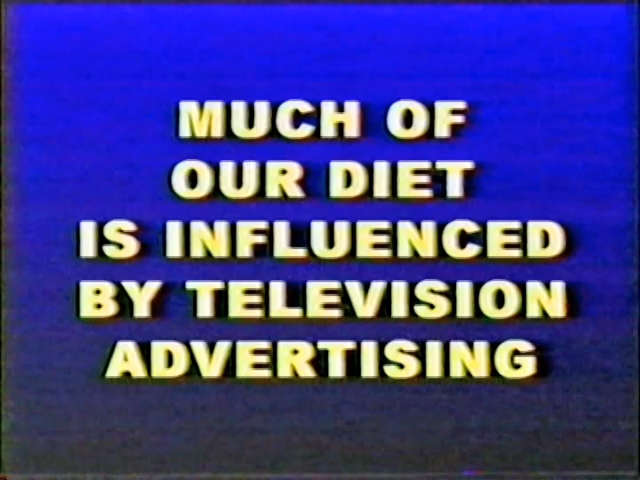 MUCH OF
OUR DIET
IS INFLUENCED
BY TELEVISION
ADVERTISING